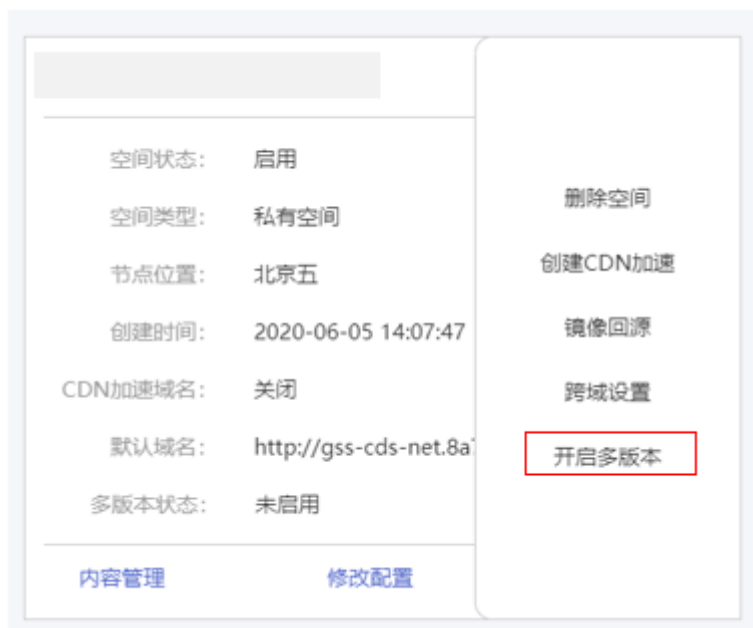 空间状态： 启用
空间类型： 私有空间
节点位置： 北京五
创建时间： 2020-06-05 14:07:47
CDN加速域名： 关闭
默认域名： http://gss-cds-net.8a
多版本状态： 未启用
内容管理 修改配置
删除空间
创建CDN加速
镜像回源
跨域设置
开启多版本